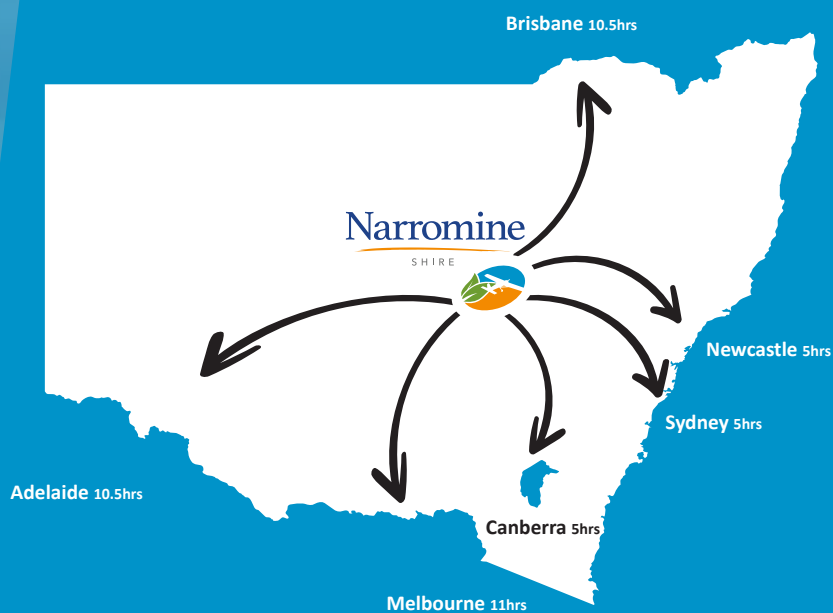 Brisbane 10.5hrs
Narromine
SHIRE
Newcastle 5hrs
Sydney 5hrs
Adelaide 10.5hrs
Canberra 5hrs
Melbourne 11hrs